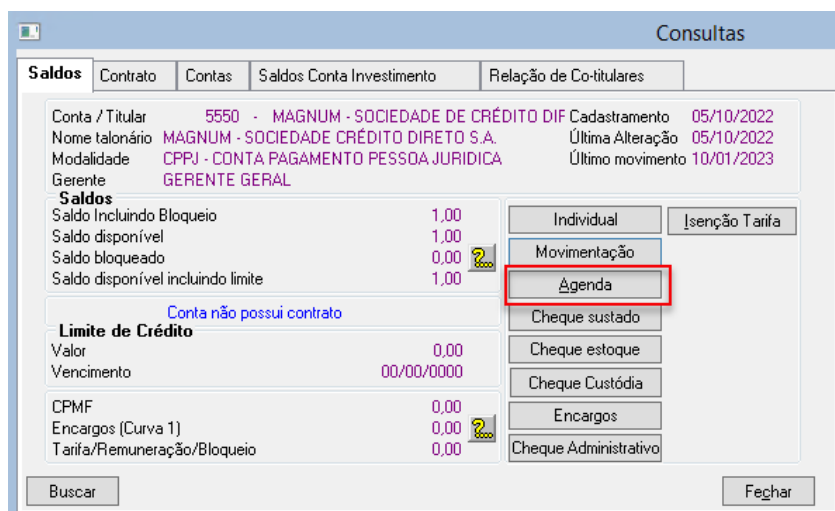 Consultas
Saldos Contrato Contas Saldos Conta Investimento Relação de Co-titulares
Conta / Titular 5550 - MAGNUM - SOCIEDADE DE CRÉDITO DIF Cadastramento 05/10/2022
Nome talonário MAGNUM - SOCIEDADE CRÉDITO DIRETO S.A. Última Alteração 05/10/2022
Modalidade CPPJ - CONTA PAGAMENTO PESSOA JURIDICA Último movimento 10/01/2023
Gerente GERENTE GERAL
Saldos
Saldo Incluindo Bloqueio 1,00
Saldo disponível 1,00
Saldo bloqueado 0,00
Saldo disponível incluindo limite 1,00
Conta não possui contrato
Limite de Crédito
Valor 0,00
Vencimento 00/00/0000
CPMF 0,00
Encargos (Curva 1) 0,00
Tarifa/Remuneração/Bloqueio 0,00
Individual Isenção Tarifa
Movimentação
Agenda
Cheque sustado
Cheque estoque
Cheque Custódia
Encargos
Cheque Administrativo
Buscar Fechar